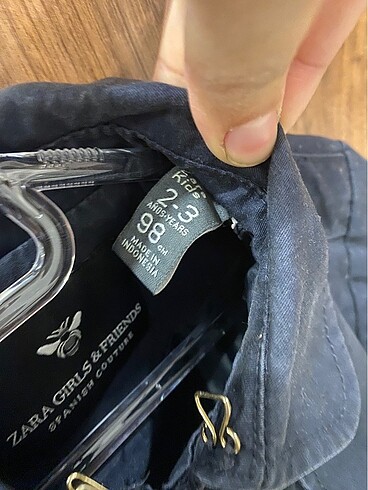 Kids
2-3
AÑOS-YEARS
98 CM
MADE IN
INDONESIA
ZARA GIRLS & FRIENDS
SPANISH COUTURE